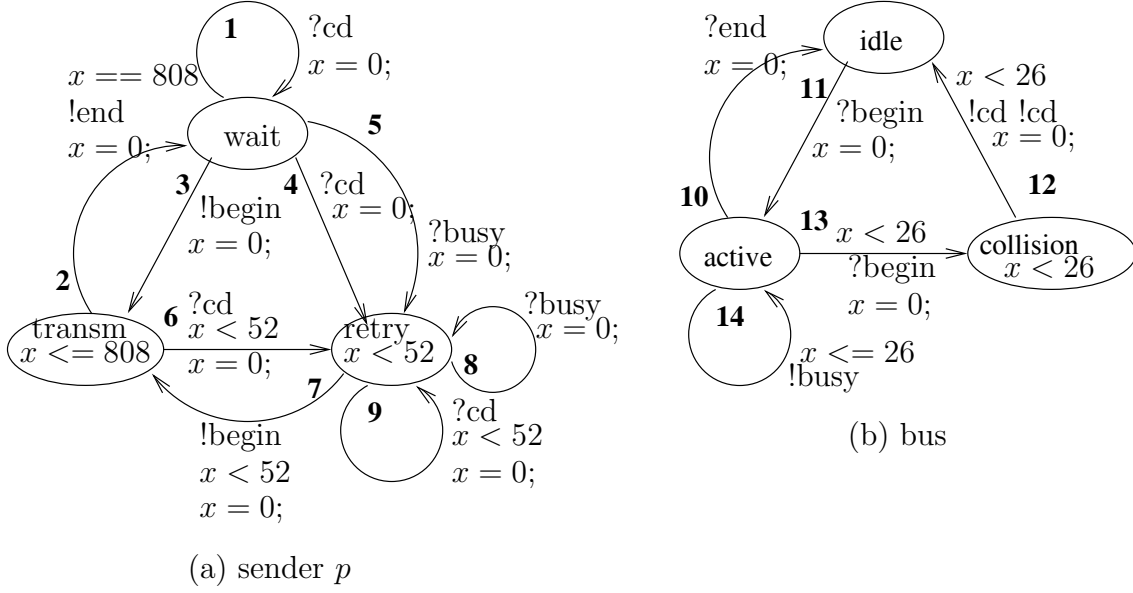 1
?cd
x = 0;
x == 808
!end
x = 0;
wait
5
3
4
?cd
x = 0;
!begin
x = 0;
?busy
x = 0;
2
6
?cd
x < 52
x = 0;
transm
x <= 808
retry
x < 52
?busy
x = 0;
8
7
9
!begin
x < 52
x = 0;
?cd
x < 52
x = 0;
(a) sender p
?end
x = 0;
idle
11
x < 26
!cd !cd
x = 0;
?begin
x = 0;
10
12
13
x < 26
?begin
x = 0;
active
collision
x < 26
14
x <= 26
!busy
(b) bus